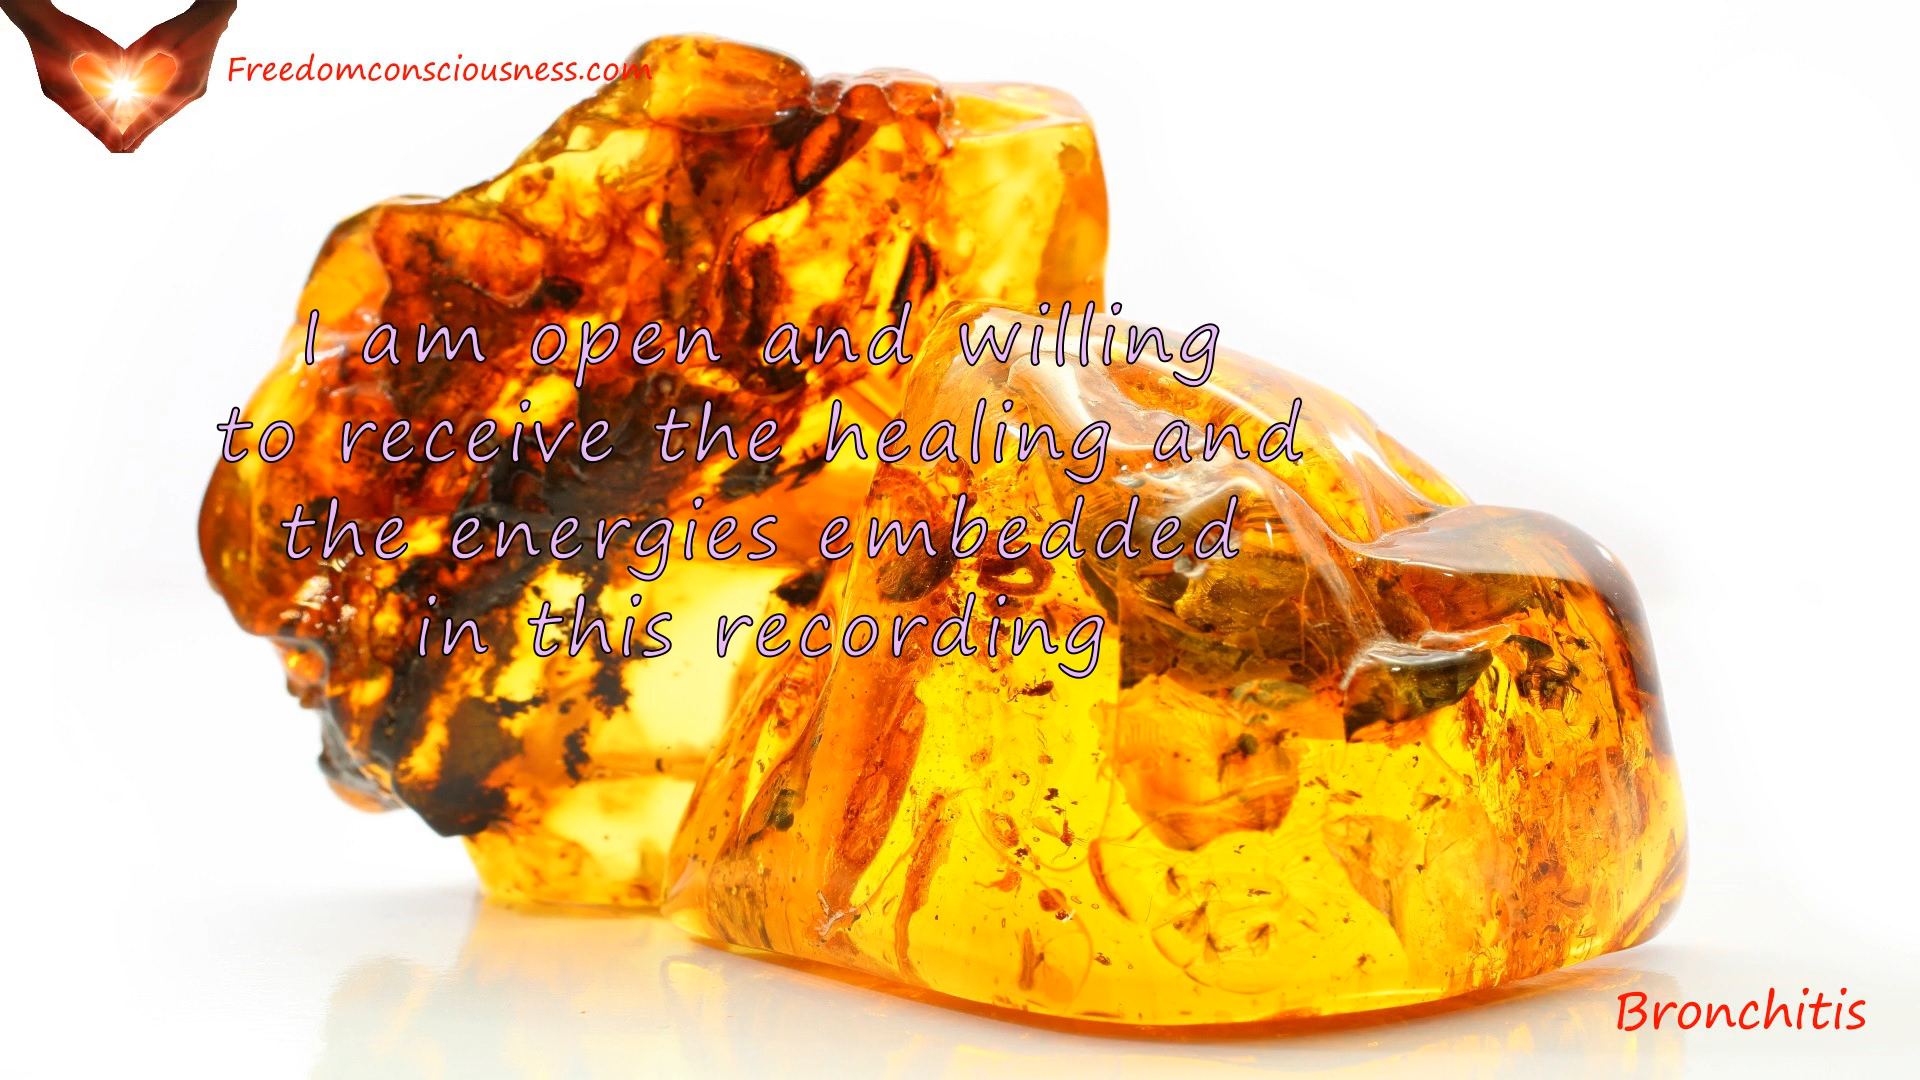 Freedomconsciousness.com
I am open and willing
to receive the healing and
the energies embedded
in this recording
Bronchitis